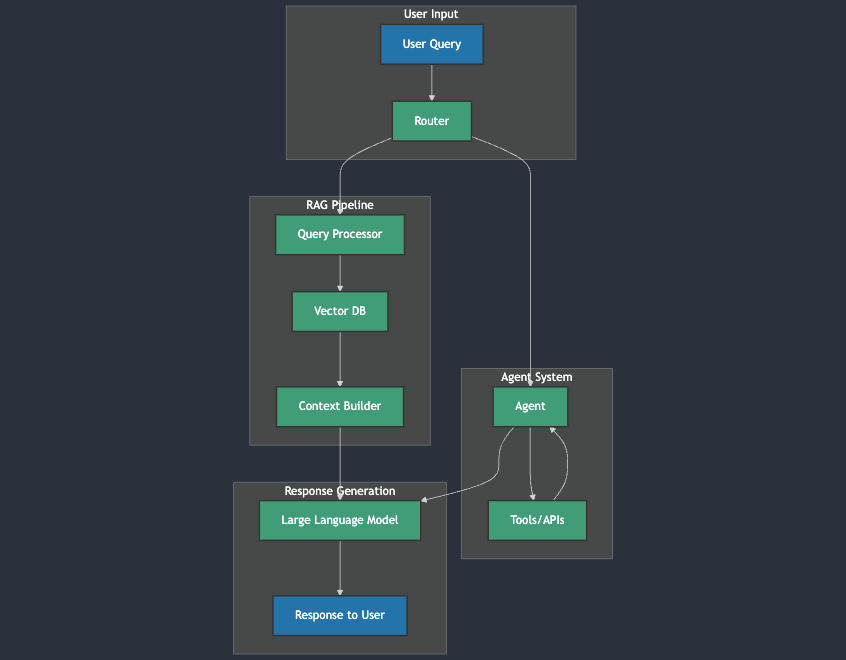 User Input
User Query
Router
RAG Pipeline
Query Processor
Vector DB
Context Builder
Agent System
Agent
Tools/APIs
Response Generation
Large Language Model
Response to User